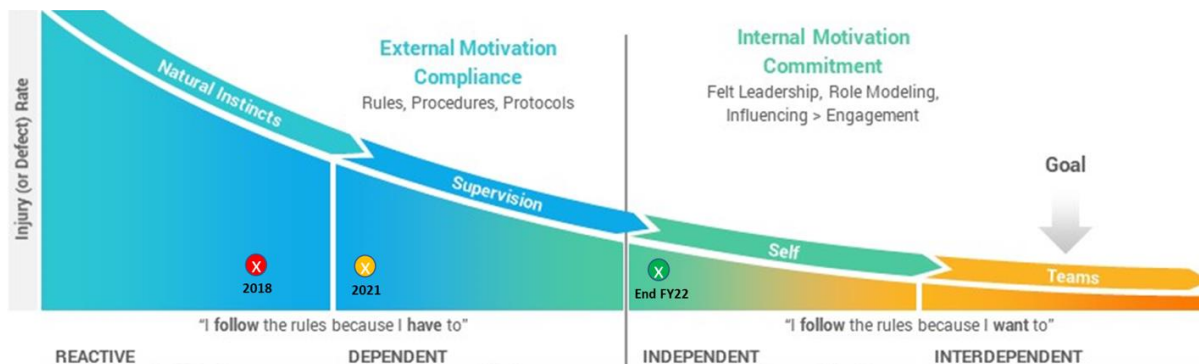 Injury (or Defect) Rate
Natural Instincts
External Motivation
Compliance
Rules, Procedures, Protocols
Internal Motivation
Commitment
Felt Leadership, Role Modeling,
Influencing > Engagement
Supervision
Goal
Self
Teams
X
2018
X
2021
X
End FY22
“I follow the rules because I have to”
“I follow the rules because I want to”
REACTIVE
DEPENDENT
INDEPENDENT
INTERDEPENDENT